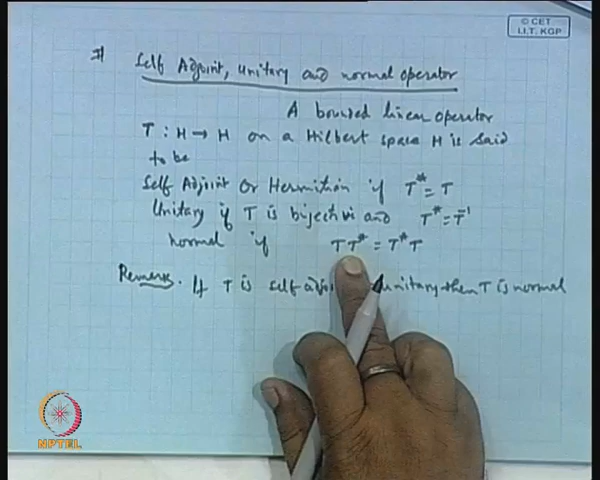 © CET
I.I.T. KGP
# Self Adjoint, Unitary and normal operator
A bounded linear operator
T : H → H on a Hilbert space H is said
to be
Self Adjoint or Hermition if T* = T
Unitary if T is bijective and T* = T⁻¹
normal if TT* = T*T
Remark. If T is self unitary then T is normal
NPTEL